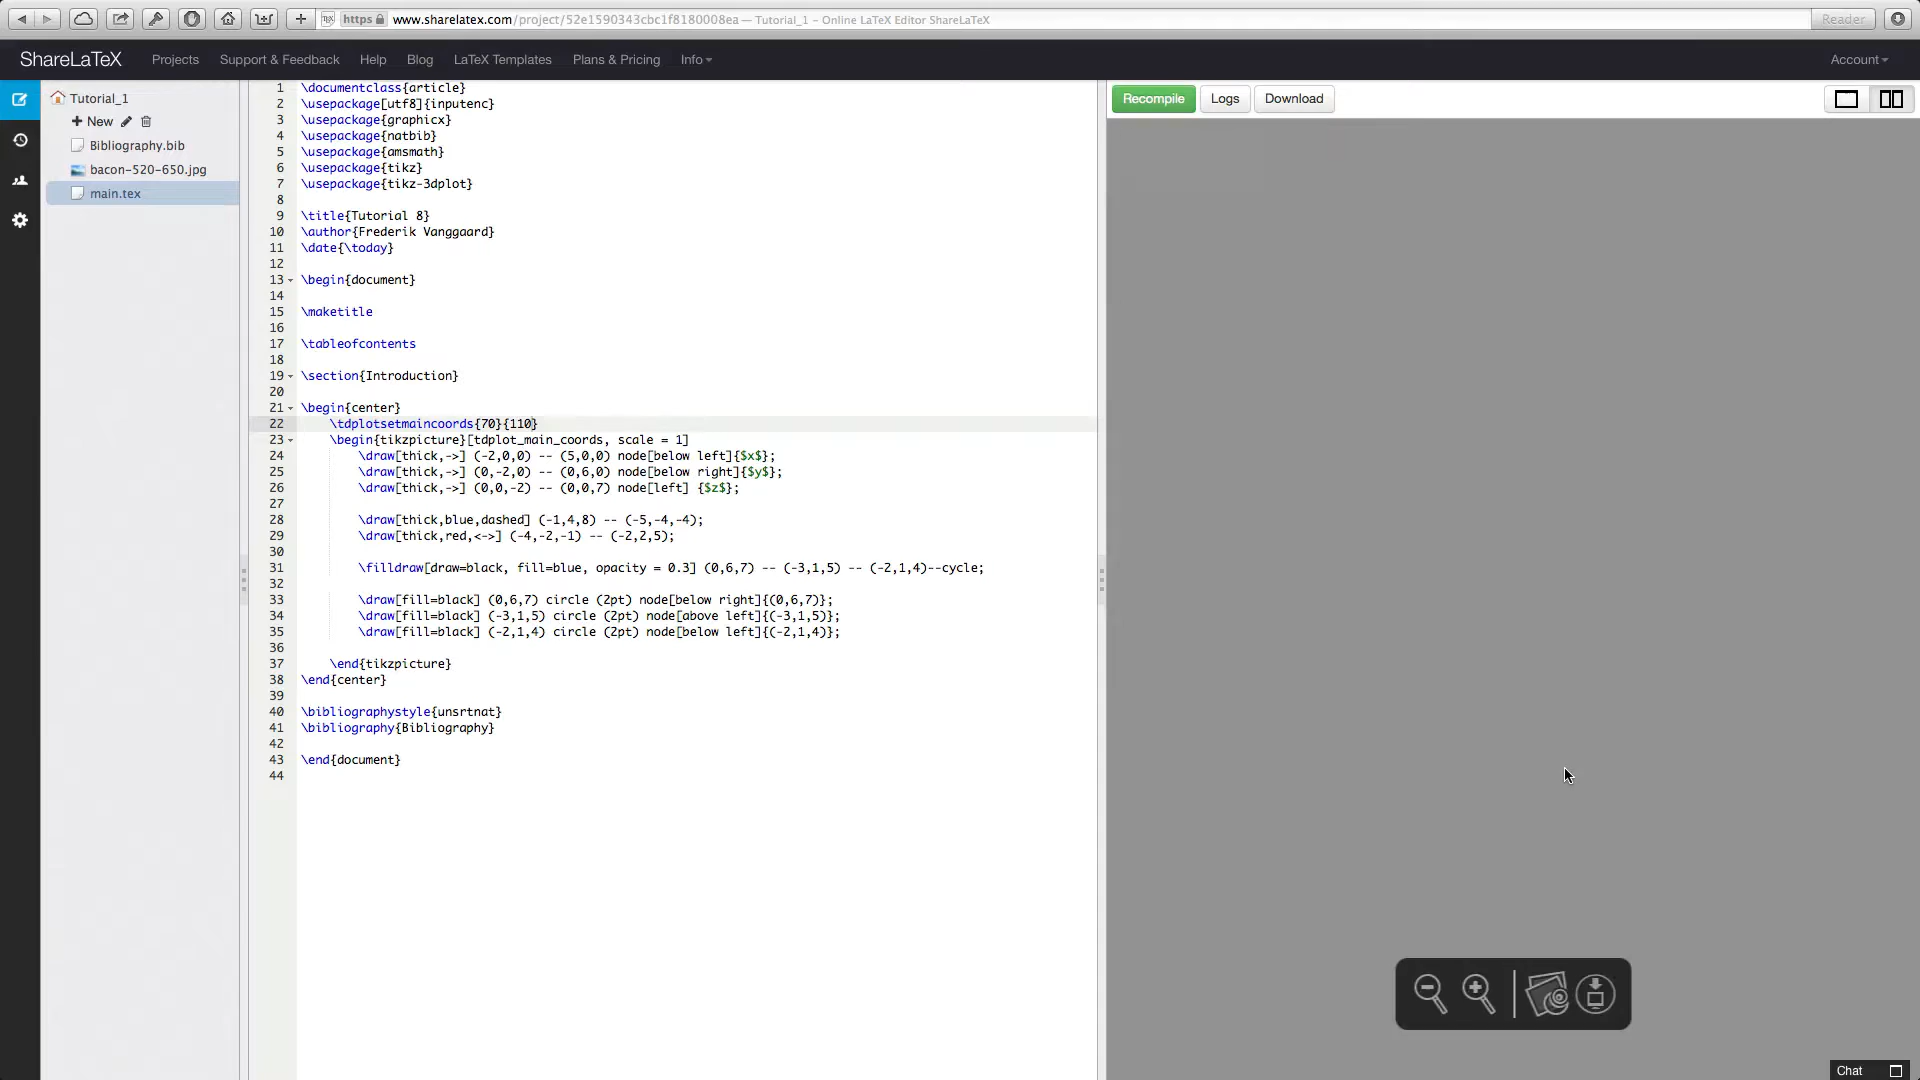 https www.sharelatex.com/project/52e1590343cbc1f8180008ea — Tutorial_1 – Online LaTeX Editor ShareLaTeX Reader
ShareLaTeX Projects Support & Feedback Help Blog LaTeX Templates Plans & Pricing Info Account
Tutorial_1
New
Bibliography.bib
bacon-520-650.jpg
main.tex
Recompile Logs Download
1 \documentclass{article}
2 \usepackage[utf8]{inputenc}
3 \usepackage{graphicx}
4 \usepackage{natbib}
5 \usepackage{amsmath}
6 \usepackage{tikz}
7 \usepackage{tikz-3dplot}
8
9 \title{Tutorial 8}
10 \author{Frederik Vanggaard}
11 \date{\today}
12
13 \begin{document}
14
15 \maketitle
16
17 \tableofcontents
18
19 \section{Introduction}
20
21 \begin{center}
22 \tdplotsetmaincoords{70}{110}
23 \begin{tikzpicture}[tdplot_main_coords, scale = 1]
24 \draw[thick,->] (-2,0,0) -- (5,0,0) node[below left]{$x$};
25 \draw[thick,->] (0,-2,0) -- (0,6,0) node[below right]{$y$};
26 \draw[thick,->] (0,0,-2) -- (0,0,7) node[left] {$z$};
27
28 \draw[thick,blue,dashed] (-1,4,8) -- (-5,-4,-4);
29 \draw[thick,red,<->] (-4,-2,-1) -- (-2,2,5);
30
31 \filldraw[draw=black, fill=blue, opacity = 0.3] (0,6,7) -- (-3,1,5) -- (-2,1,4)--cycle;
32
33 \draw[fill=black] (0,6,7) circle (2pt) node[below right]{(0,6,7)};
34 \draw[fill=black] (-3,1,5) circle (2pt) node[above left]{(-3,1,5)};
35 \draw[fill=black] (-2,1,4) circle (2pt) node[below left]{(-2,1,4)};
36
37 \end{tikzpicture}
38 \end{center}
39
40 \bibliographystyle{unsrtnat}
41 \bibliography{Bibliography}
42
43 \end{document}
44
Chat